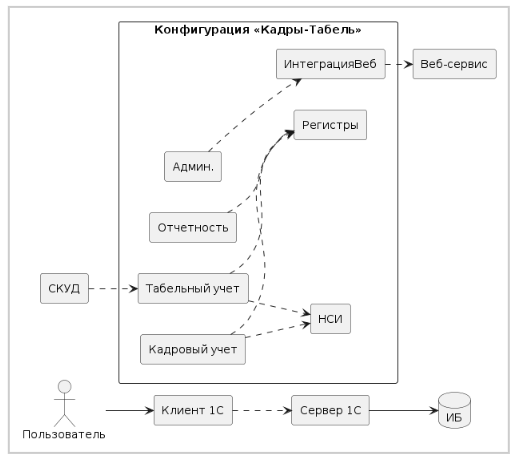 Конфигурация «Кадры-Табель»
ИнтеграцияВеб
Веб-сервис
Регистры
Админ.
Отчетность
СКУД
Табельный учет
НСИ
Кадровый учет
Клиент 1С
Сервер 1С
ИБ
Пользователь